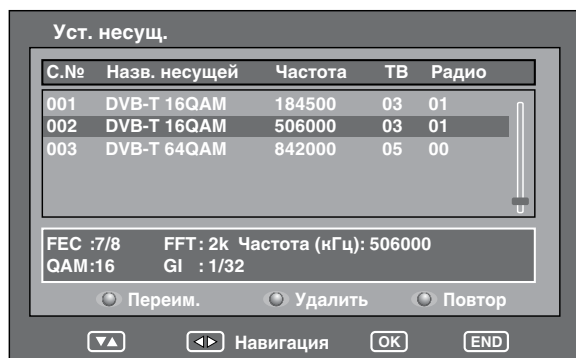 Уст. несущ.
С.№ Назв. несущей Частота ТВ Радио
001 DVB-T 16QAM 184500 03 01
002 DVB-T 16QAM 506000 03 01
003 DVB-T 64QAM 842000 05 00
FEC :7/8 FFT: 2k Частота (кГц): 506000
QAM:16 GI : 1/32
Переим. Удалить Повтор
Навигация OK END